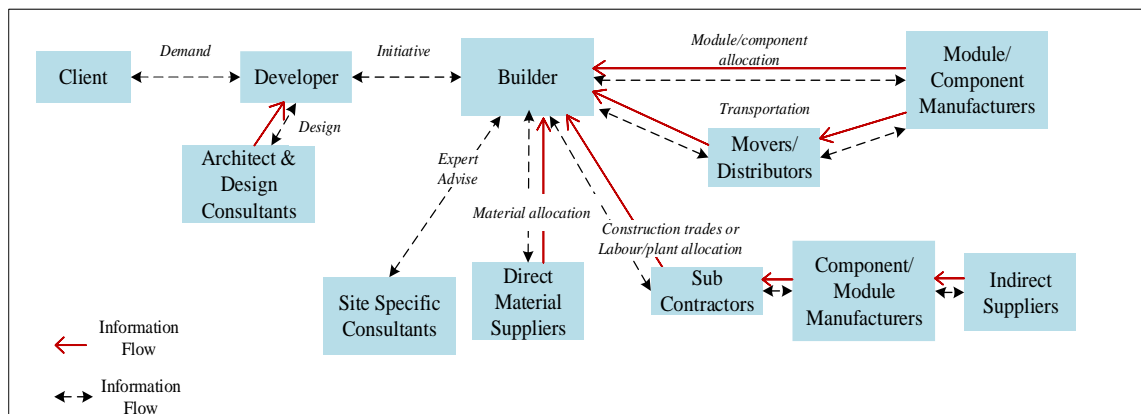 Demand
Client
Developer
Initiative
Builder
Module/component
allocation
Module/
Component
Manufacturers
Design
Architect &
Design
Consultants
Transportation
Movers/
Distributors
Expert
Advise
Material allocation
Construction trades or
Labour/plant allocation
Site Specific
Consultants
Direct
Material
Suppliers
Sub
Contractors
Component/
Module
Manufacturers
Indirect
Suppliers
Information
Flow
Information
Flow